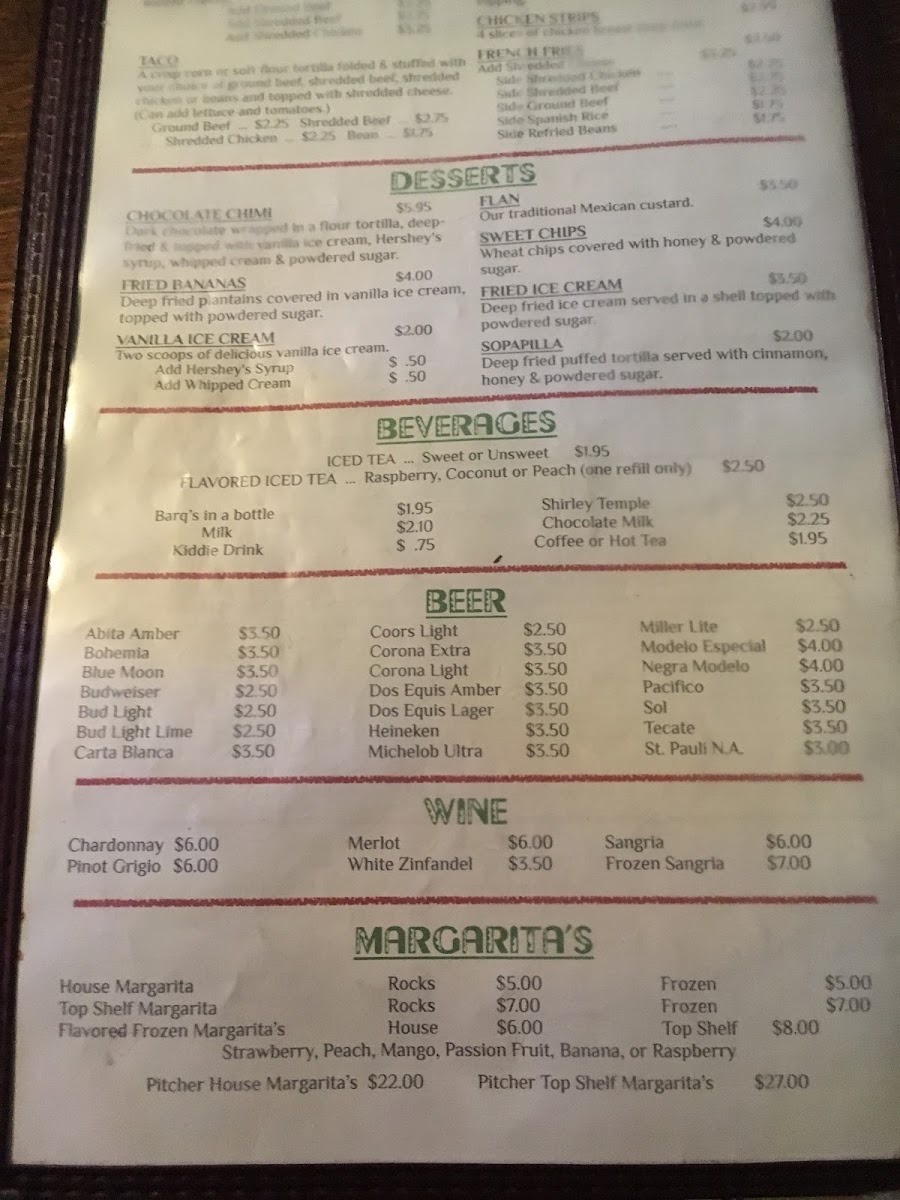 Add Shredded Beef
Add Shredded Chicken $5.25
CHICKEN STRIPS
4 slices of chicken breast
TACO
A crisp corn or soft flour tortilla folded & stuffed with
your choice of ground beef, shredded beef, shredded
chicken or beans and topped with shredded cheese.
(Can add lettuce and tomatoes.)
Ground Beef ... $2.25 Shredded Beef ... $2.75
Shredded Chicken ... $2.25 Bean ... $1.75
FRENCH FRIES
Add Shredded
Side Shredded Chicken
Side Shredded Beef
Side Ground Beef
Side Spanish Rice $1.75
Side Refried Beans $1.75
DESSERTS
CHOCOLATE CHIMI $5.95
Dark chocolate wrapped in a flour tortilla, deep-
fried & topped with vanilla ice cream, Hershey's
syrup, whipped cream & powdered sugar.
FRIED BANANAS $4.00
Deep fried plantains covered in vanilla ice cream,
topped with powdered sugar.
VANILLA ICE CREAM $2.00
Two scoops of delicious vanilla ice cream.
Add Hershey's Syrup $ .50
Add Whipped Cream $ .50
FLAN $3.50
Our traditional Mexican custard.
SWEET CHIPS $4.00
Wheat chips covered with honey & powdered
sugar.
FRIED ICE CREAM $3.50
Deep fried ice cream served in a shell topped with
powdered sugar.
SOPAPILLA $2.00
Deep fried puffed tortilla served with cinnamon,
honey & powdered sugar.
BEVERAGES
ICED TEA ... Sweet or Unsweet $1.95
FLAVORED ICED TEA ... Raspberry, Coconut or Peach (one refill only) $2.50
Barq's in a bottle $1.95 Shirley Temple $2.50
Milk $2.10 Chocolate Milk $2.25
Kiddie Drink $ .75 Coffee or Hot Tea $1.95
BEER
Abita Amber $3.50 Coors Light $2.50 Miller Lite $2.50
Bohemia $3.50 Corona Extra $3.50 Modelo Especial $4.00
Blue Moon $3.50 Corona Light $3.50 Negra Modelo $4.00
Budweiser $2.50 Dos Equis Amber $3.50 Pacifico $3.50
Bud Light $2.50 Dos Equis Lager $3.50 Sol $3.50
Bud Light Lime $2.50 Heineken $3.50 Tecate $3.50
Carta Blanca $3.50 Michelob Ultra $3.50 St. Pauli N.A. $3.00
WINE
Chardonnay $6.00 Merlot $6.00 Sangria $6.00
Pinot Grigio $6.00 White Zinfandel $3.50 Frozen Sangria $7.00
MARGARITA'S
House Margarita Rocks $5.00 Frozen $5.00
Top Shelf Margarita Rocks $7.00 Frozen $7.00
Flavored Frozen Margarita's House $6.00 Top Shelf $8.00
Strawberry, Peach, Mango, Passion Fruit, Banana, or Raspberry
Pitcher House Margarita's $22.00 Pitcher Top Shelf Margarita's $27.00